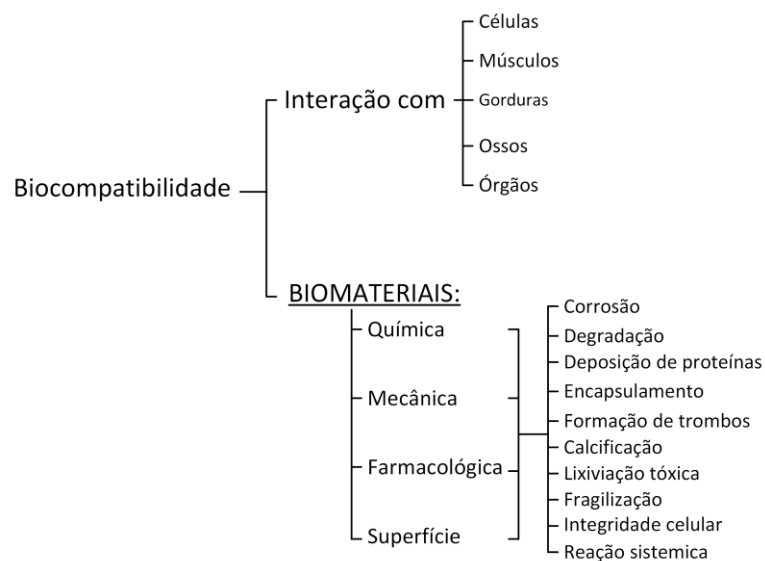 Biocompatibilidade
Interação com
Células
Músculos
Gorduras
Ossos
Órgãos
BIOMATERIAIS:
Química
Mecânica
Farmacológica
Superfície
Corrosão
Degradação
Deposição de proteínas
Encapsulamento
Formação de trombos
Calcificação
Lixiviação tóxica
Fragilização
Integridade celular
Reação sistemica